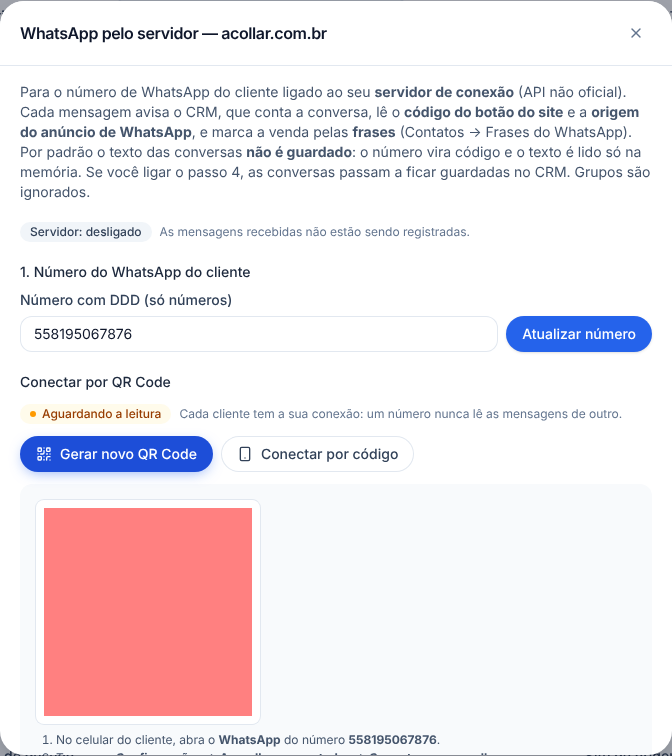 WhatsApp pelo servidor — acollar.com.br
Para o número de WhatsApp do cliente ligado ao seu servidor de conexão (API não oficial).
Cada mensagem avisa o CRM, que conta a conversa, lê o código do botão do site e a origem
do anúncio de WhatsApp, e marca a venda pelas frases (Contatos → Frases do WhatsApp).
Por padrão o texto das conversas não é guardado: o número vira código e o texto é lido só na
memória. Se você ligar o passo 4, as conversas passam a ficar guardadas no CRM. Grupos são
ignorados.
Servidor: desligado As mensagens recebidas não estão sendo registradas.
1. Número do WhatsApp do cliente
Número com DDD (só números)
558195067876 Atualizar número
Conectar por QR Code
Aguardando a leitura Cada cliente tem a sua conexão: um número nunca lê as mensagens de outro.
Gerar novo QR Code Conectar por código
1. No celular do cliente, abra o WhatsApp do número 558195067876.